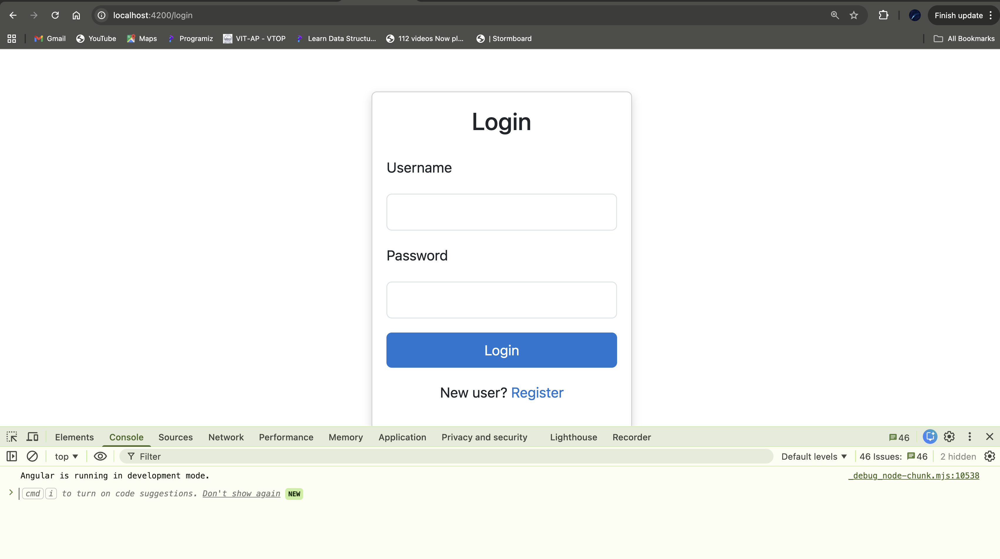 localhost:4200/login
Finish update
Gmail YouTube Maps Programiz VIT-AP - VTOP Learn Data Structu... 112 videos Now pl... | Stormboard All Bookmarks
Login
Username
Password
Login
New user? Register
Elements Console Sources Network Performance Memory Application Privacy and security Lighthouse Recorder 46
top Filter Default levels 46 Issues: 46 2 hidden
Angular is running in development mode. _debug_node-chunk.mjs:10538
cmd i to turn on code suggestions. Don't show again NEW